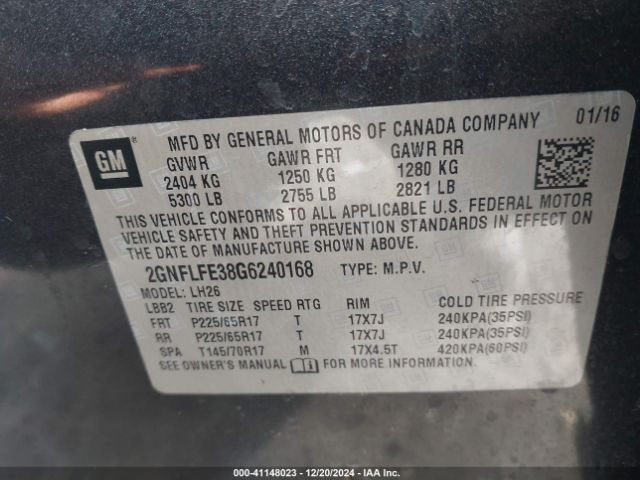 GM
®
MFD BY GENERAL MOTORS OF CANADA COMPANY 01/16
GVWR GAWR FRT GAWR RR
2404 KG 1250 KG 1280 KG
5300 LB 2755 LB 2821 LB
THIS VEHICLE CONFORMS TO ALL APPLICABLE U.S. FEDERAL MOTOR
VEHICLE SAFETY AND THEFT PREVENTION STANDARDS IN EFFECT ON
THE DATE OF MANUFACTURE SHOWN ABOVE.
2GNFLFE38G6240168 TYPE: M.P.V.
MODEL: LH26
LBB2 TIRE SIZE SPEED RTG RIM COLD TIRE PRESSURE
FRT P225/65R17 T 17X7J 240KPA(35PSI)
RR P225/65R17 T 17X7J 240KPA(35PSI)
SPA T145/70R17 M 17X4.5T 420KPA(60PSI)
SEE OWNER'S MANUAL FOR MORE INFORMATION
000-41148023 - 12/20/2024 - IAA Inc.